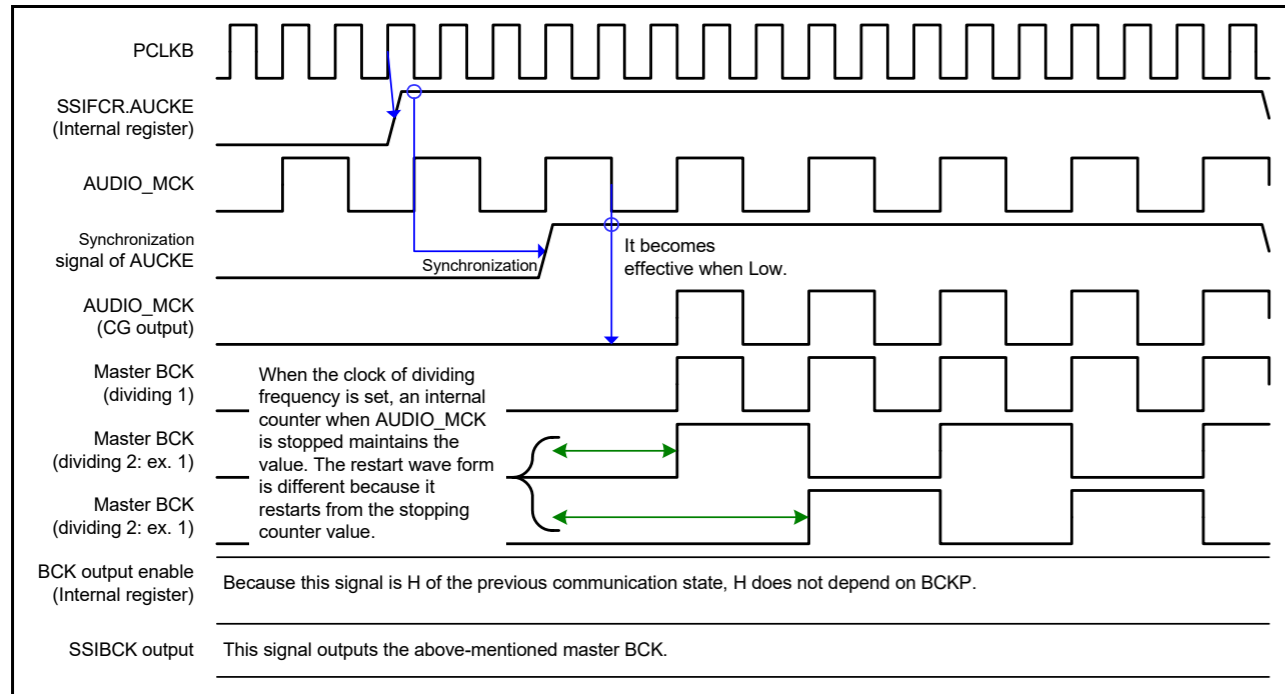 PCLKB
SSIFCR.AUCKE
(Internal register)
AUDIO_MCK
Synchronization
signal of AUCKE
Synchronization
It becomes
effective when Low.
AUDIO_MCK
(CG output)
Master BCK
(dividing 1)
When the clock of dividing
frequency is set, an internal
counter when AUDIO_MCK
is stopped maintains the
value. The restart wave form
is different because it
restarts from the stopping
counter value.
Master BCK
(dividing 2: ex. 1)
Master BCK
(dividing 2: ex. 1)
BCK output enable
(Internal register)
Because this signal is H of the previous communication state, H does not depend on BCKP.
SSIBCK output
This signal outputs the above-mentioned master BCK.